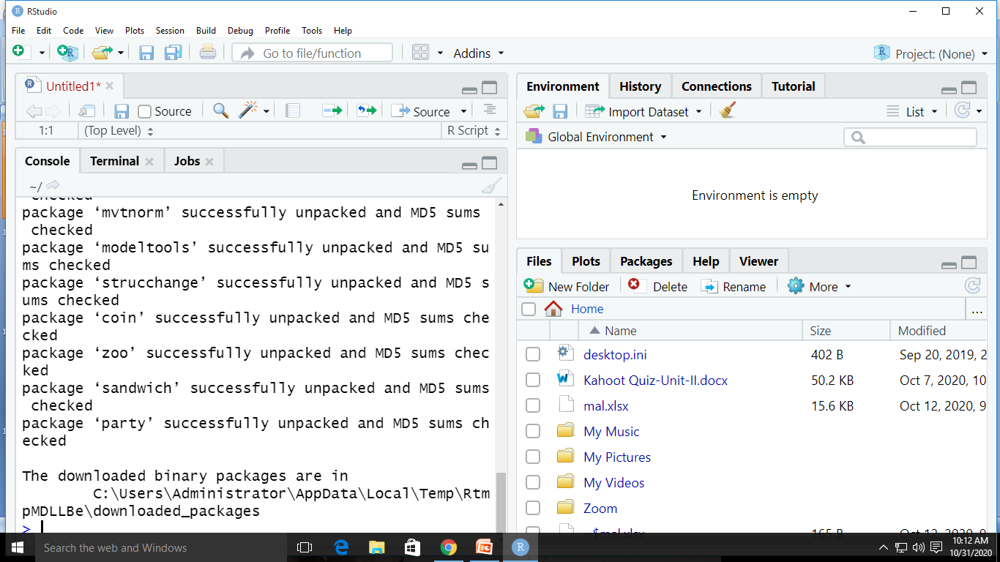 RStudio
File Edit Code View Plots Session Build Debug Profile Tools Help
Go to file/function Addins Project: (None)
Untitled1*
Source Source
1:1 (Top Level) R Script
Console Terminal Jobs
~/
checked
package ‘mvtnorm’ successfully unpacked and MD5 sums
checked
package ‘modeltools’ successfully unpacked and MD5 su
ms checked
package ‘strucchange’ successfully unpacked and MD5 s
ums checked
package ‘coin’ successfully unpacked and MD5 sums che
cked
package ‘zoo’ successfully unpacked and MD5 sums chec
ked
package ‘sandwich’ successfully unpacked and MD5 sums
checked
package ‘party’ successfully unpacked and MD5 sums ch
ecked
The downloaded binary packages are in
C:\Users\Administrator\AppData\Local\Temp\Rtm
pMDLLBe\downloaded_packages
>
Environment History Connections Tutorial
Import Dataset List
Global Environment
Environment is empty
Files Plots Packages Help Viewer
New Folder Delete Rename More
Home ...
Name Size Modified
desktop.ini 402 B Sep 20, 2019, 2
Kahoot Quiz-Unit-II.docx 50.2 KB Oct 7, 2020, 10
mal.xlsx 15.6 KB Oct 12, 2020, 9
My Music
My Pictures
My Videos
Zoom
~$mal.xlsx 165 B Oct 12, 2020, 9
Search the web and Windows
10:12 AM
10/31/2020